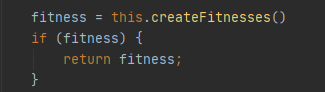 fitness = this.createFitnesses()
if (fitness) {
    return fitness;
}